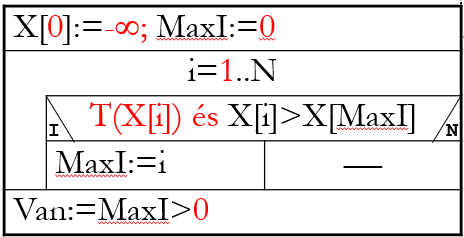 X[0]:=-∞; MaxI:=0
i=1..N
T(X[i]) és X[i]>X[MaxI]
I N
MaxI:=i —
Van:=MaxI>0